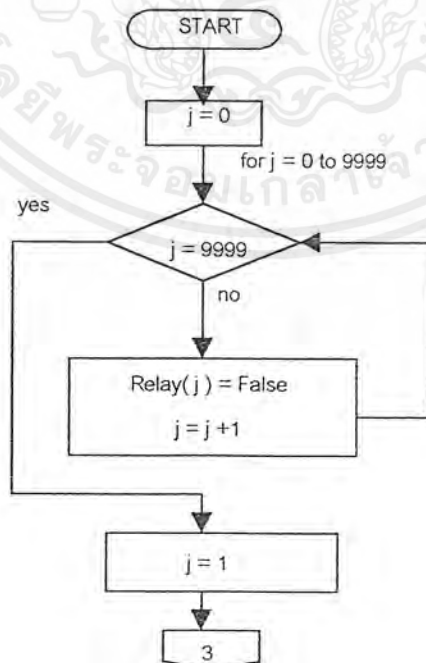 START
j = 0
for j = 0 to 9999
yes
j = 9999
no
Relay( j ) = False
j = j +1
j = 1
3